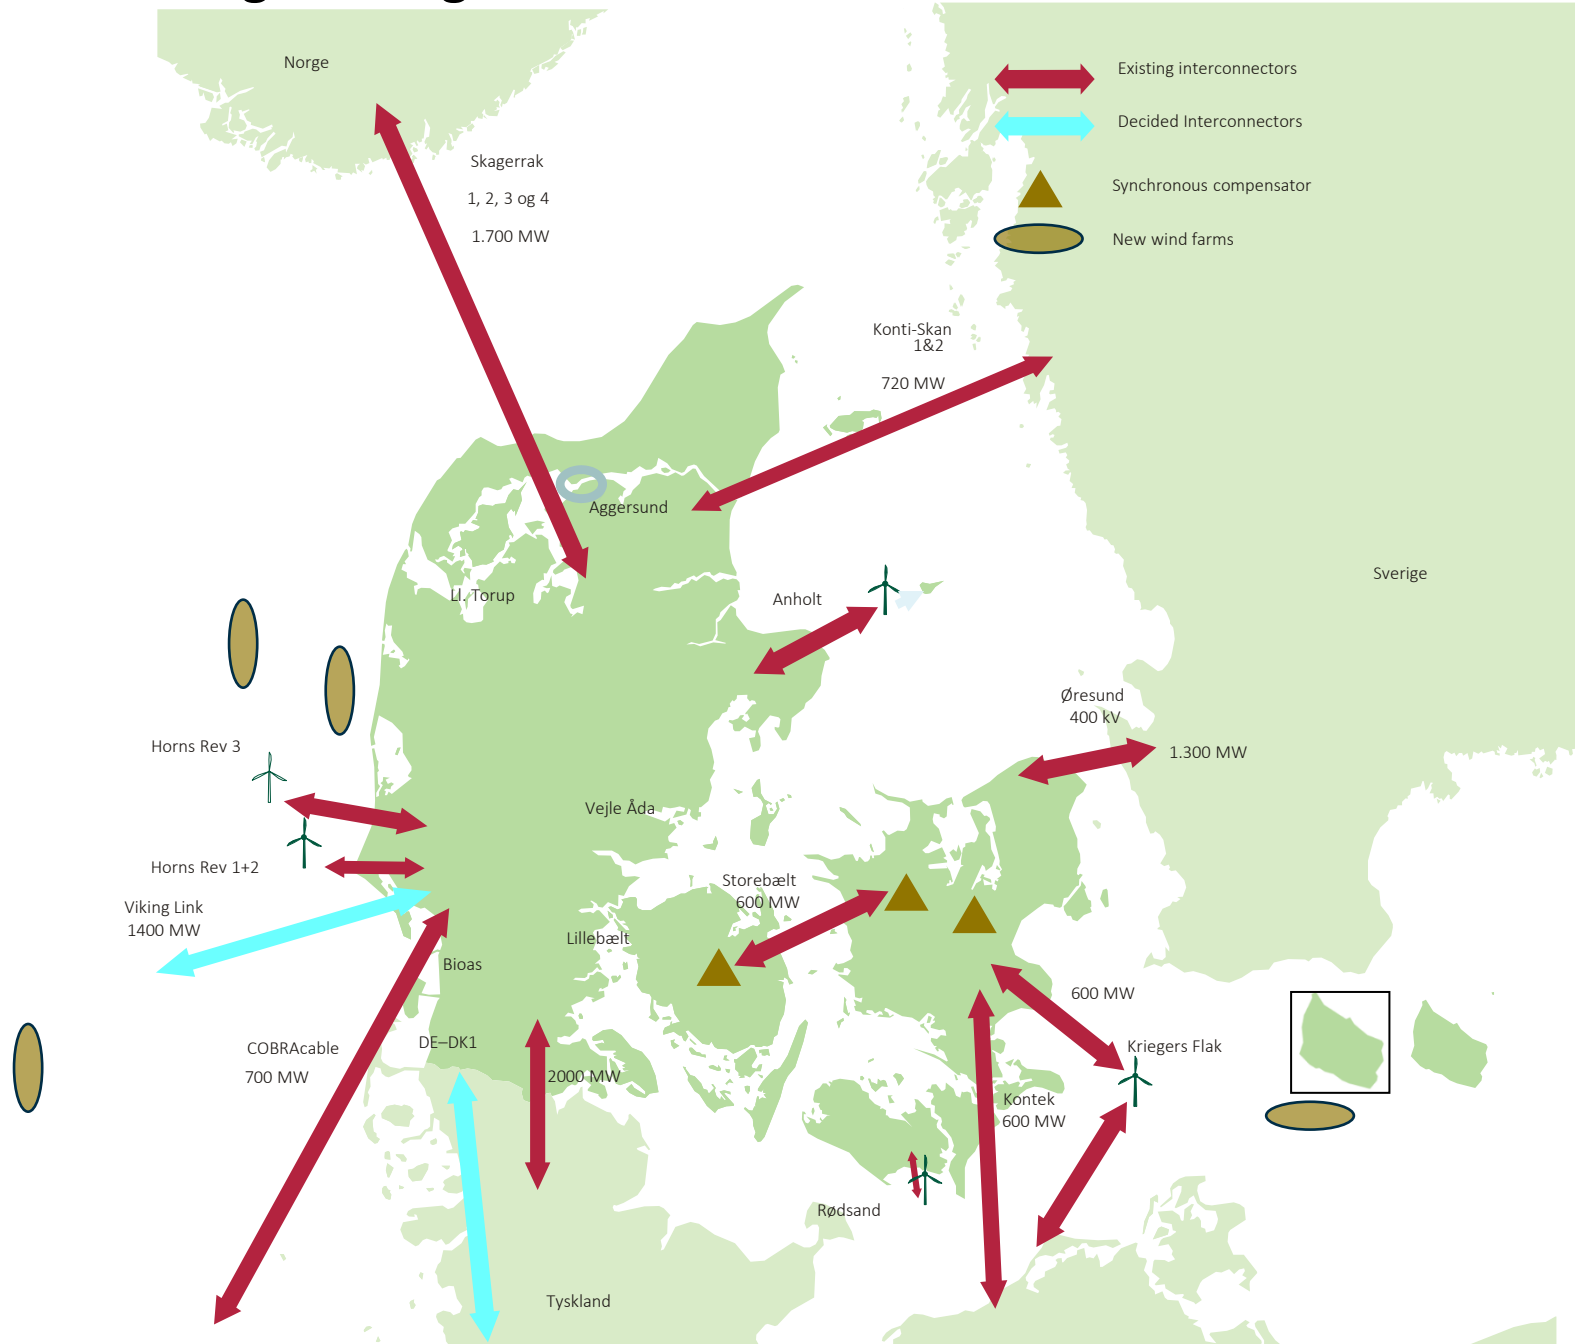 Norge
Existing interconnectors
Decided Interconnectors
Skagerrak
1, 2, 3 og 4
1.700 MW
Synchronous compensator
New wind farms
Konti-Skan
1&2
720 MW
Aggersund
Sverige
Ll. Torup
Anholt
Øresund
400 kV
1.300 MW
Horns Rev 3
Vejle Åda
Horns Rev 1+2
Storebælt
600 MW
Viking Link
1400 MW
Lillebælt
Bioas
600 MW
COBRAcable
700 MW
DE–DK1
2000 MW
Kriegers Flak
Kontek
600 MW
Rødsand
Tyskland